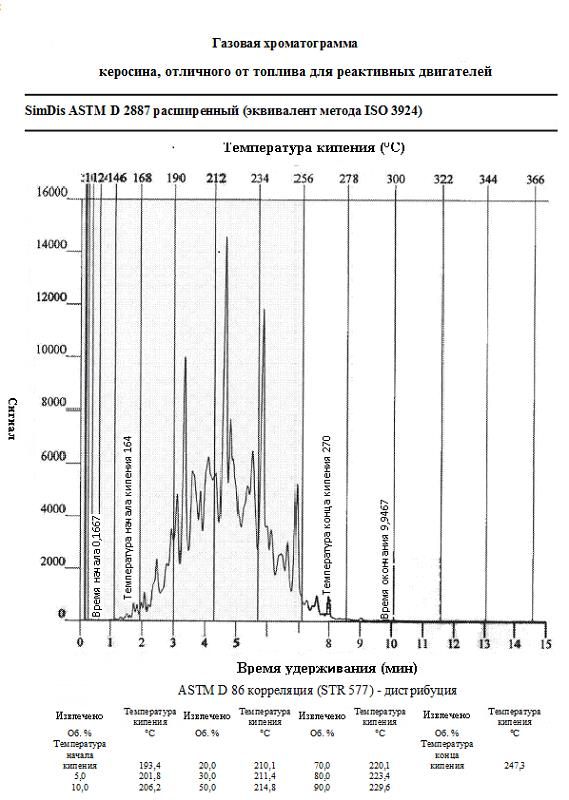 Газовая хроматограмма
керосина, отличного от топлива для реактивных двигателей
SimDis ASTM D 2887 расширенный (эквивалент метода ISO 3924)
Температура кипения (°C)
146 168 190 212 234 256 278 300 322 344 366
16000
14000
12000
10000
8000
6000
4000
2000
0
Сигнал
Время начала 0,1667
Температура начала кипения 164
Температура конца кипения 270
Время окончания 9,9467
0 1 2 3 4 5 6 7 8 9 10 11 12 13 14 15
Время удерживания (мин)
ASTM D 86 корреляция (STR 577) - дистрибуция
Извлечено Температура кипения Извлечено Температура кипения Извлечено Температура кипения Извлечено Температура кипения
Об. % °C Об. % °C Об. % °C Об. % °C
Температура начала кипения 193,4 20,0 210,1 70,0 220,1 Температура конца кипения 247,3
5,0 201,8 30,0 211,4 80,0 223,4
10,0 206,2 50,0 214,8 90,0 229,6